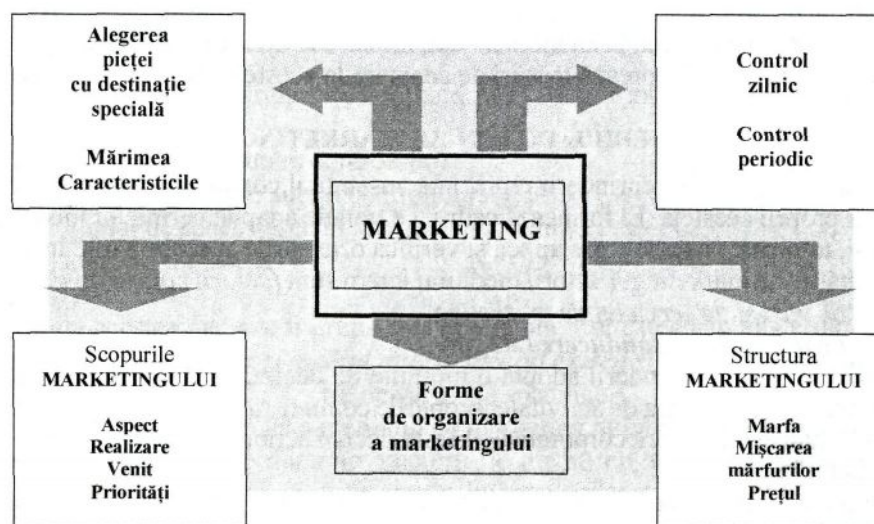 Alegerea
pieței
cu destinație
specială
Mărimea
Caracteristicile
Control
zilnic
Control
periodic
MARKETING
Scopurile
MARKETINGULUI
Aspect
Realizare
Venit
Priorități
Forme
de organizare
a marketingului
Structura
MARKETINGULUI
Marfa
Mișcarea
mărfurilor
Prețul